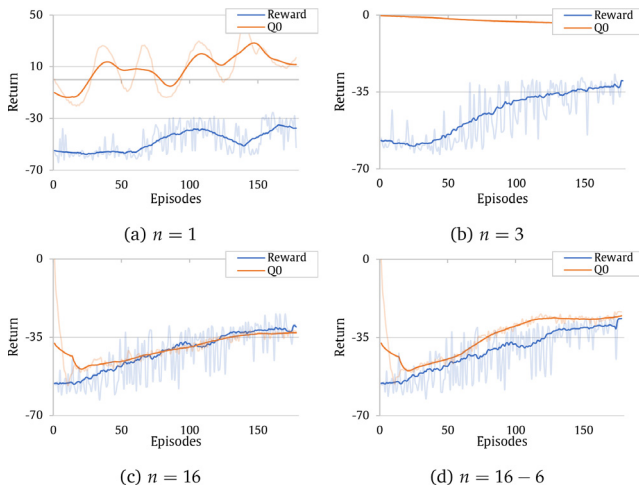 50
10
-30
-70
Return
0
50
100
150
Episodes
Reward
Q0
(a) n = 1
0
-35
-70
Return
0
50
100
150
Episodes
Reward
Q0
(b) n = 3
0
-35
-70
Return
0
50
100
150
Episodes
Reward
Q0
(c) n = 16
0
-35
-70
Return
0
50
100
150
Episodes
Reward
Q0
(d) n = 16 − 6